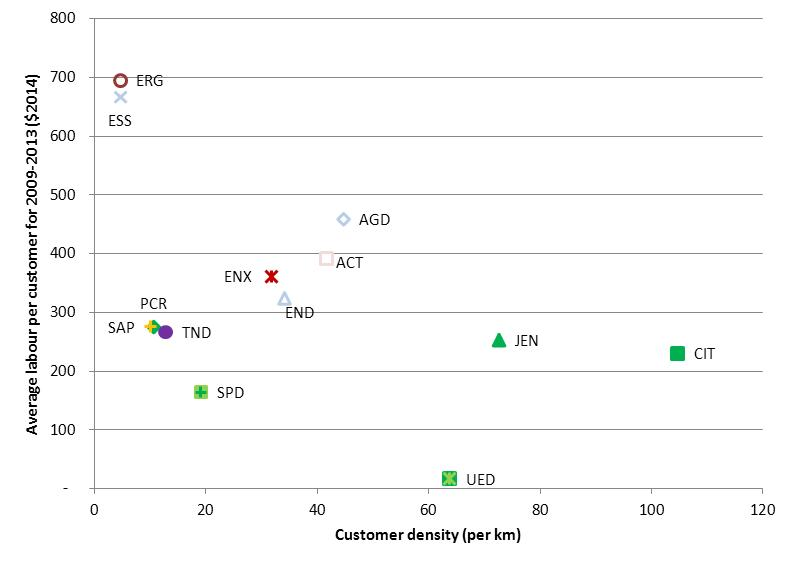 800
700
600
500
400
300
200
100
-
Average labour per customer for 2009-2013 ($2014)
ERG
ESS
AGD
ACT
ENX
END
PCR
SAP
TND
JEN
CIT
SPD
UED
0 20 40 60 80 100 120
Customer density (per km)